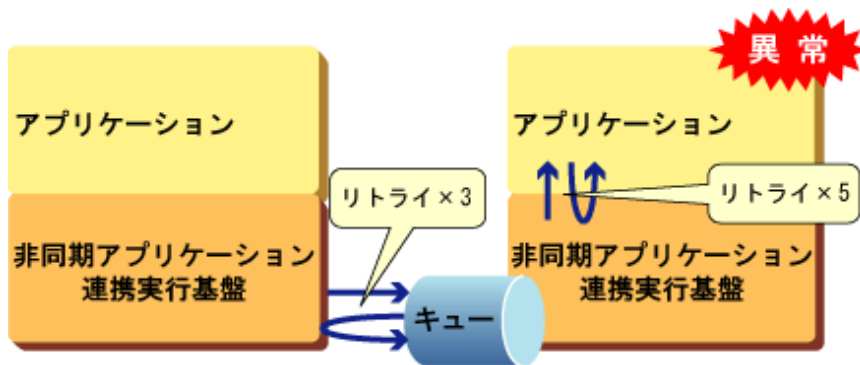 アプリケーション
非同期アプリケーション
連携実行基盤
リトライ×3
キュー
異常
アプリケーション
リトライ×5
非同期アプリケーション
連携実行基盤